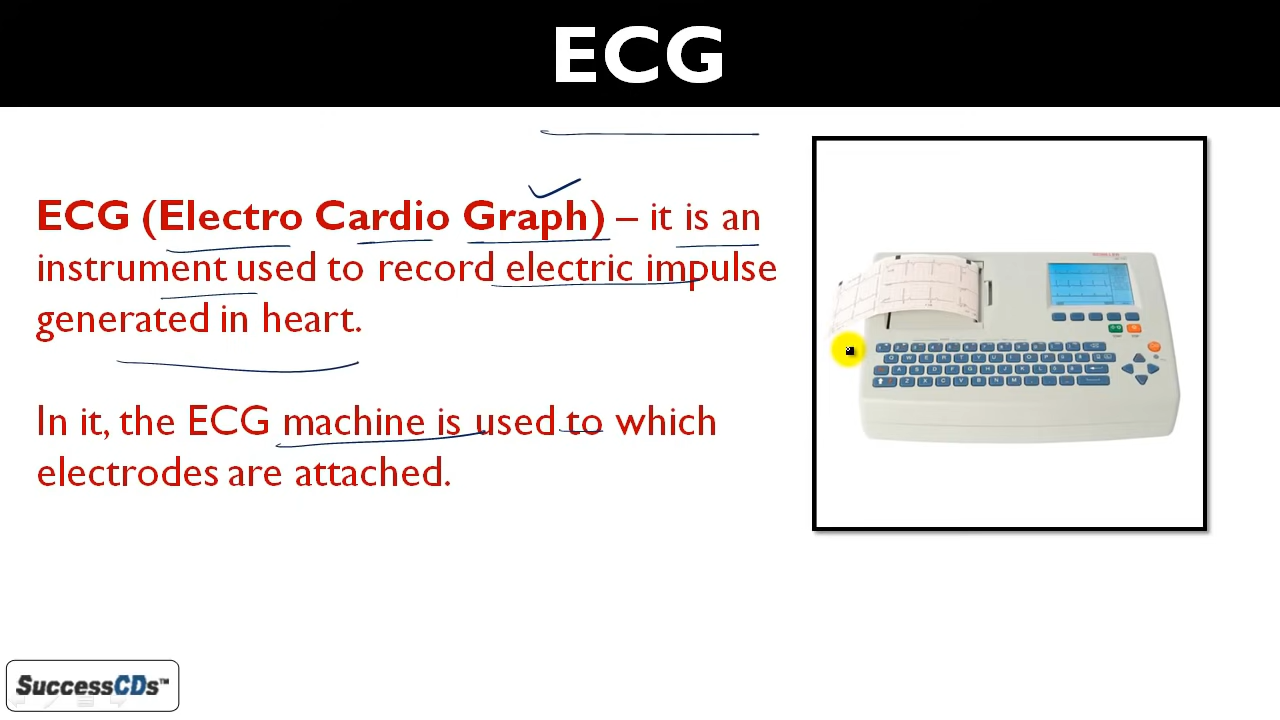 ECG
ECG (Electro Cardio Graph) – it is an
instrument used to record electric impulse
generated in heart.
In it, the ECG machine is used to which
electrodes are attached.
SuccessCDs™